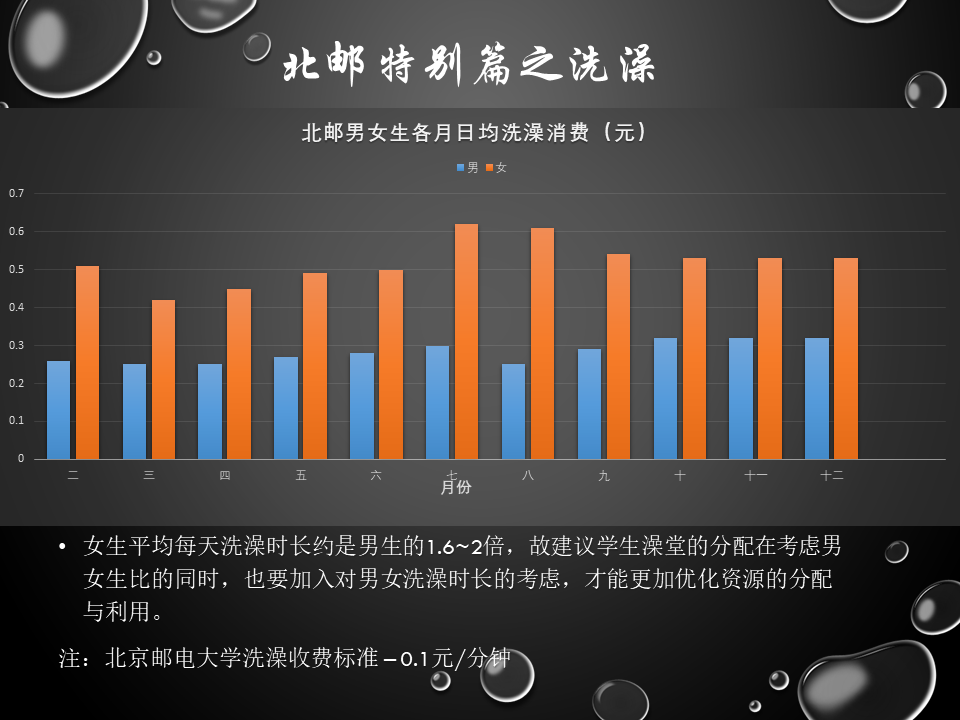 北邮特别篇之洗澡
北邮男女生各月日均洗澡消费（元）
男 女
0.7
0.6
0.5
0.4
0.3
0.2
0.1
0
二 三 四 五 六 七 八 九 十 十一 十二
月份
• 女生平均每天洗澡时长约是男生的1.6~2倍，故建议学生澡堂的分配在考虑男
女生比的同时，也要加入对男女洗澡时长的考虑，才能更加优化资源的分配
与利用。
注：北京邮电大学洗澡收费标准 – 0.1元/分钟